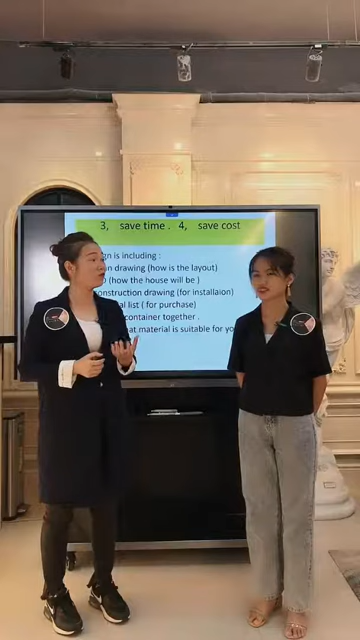 3, save time . 4, save cost
is including :
drawing (how is the layout)
(how the house will be )
onstruction drawing (for installaion)
list ( for purchase)
container together .
at material is suitable for yo